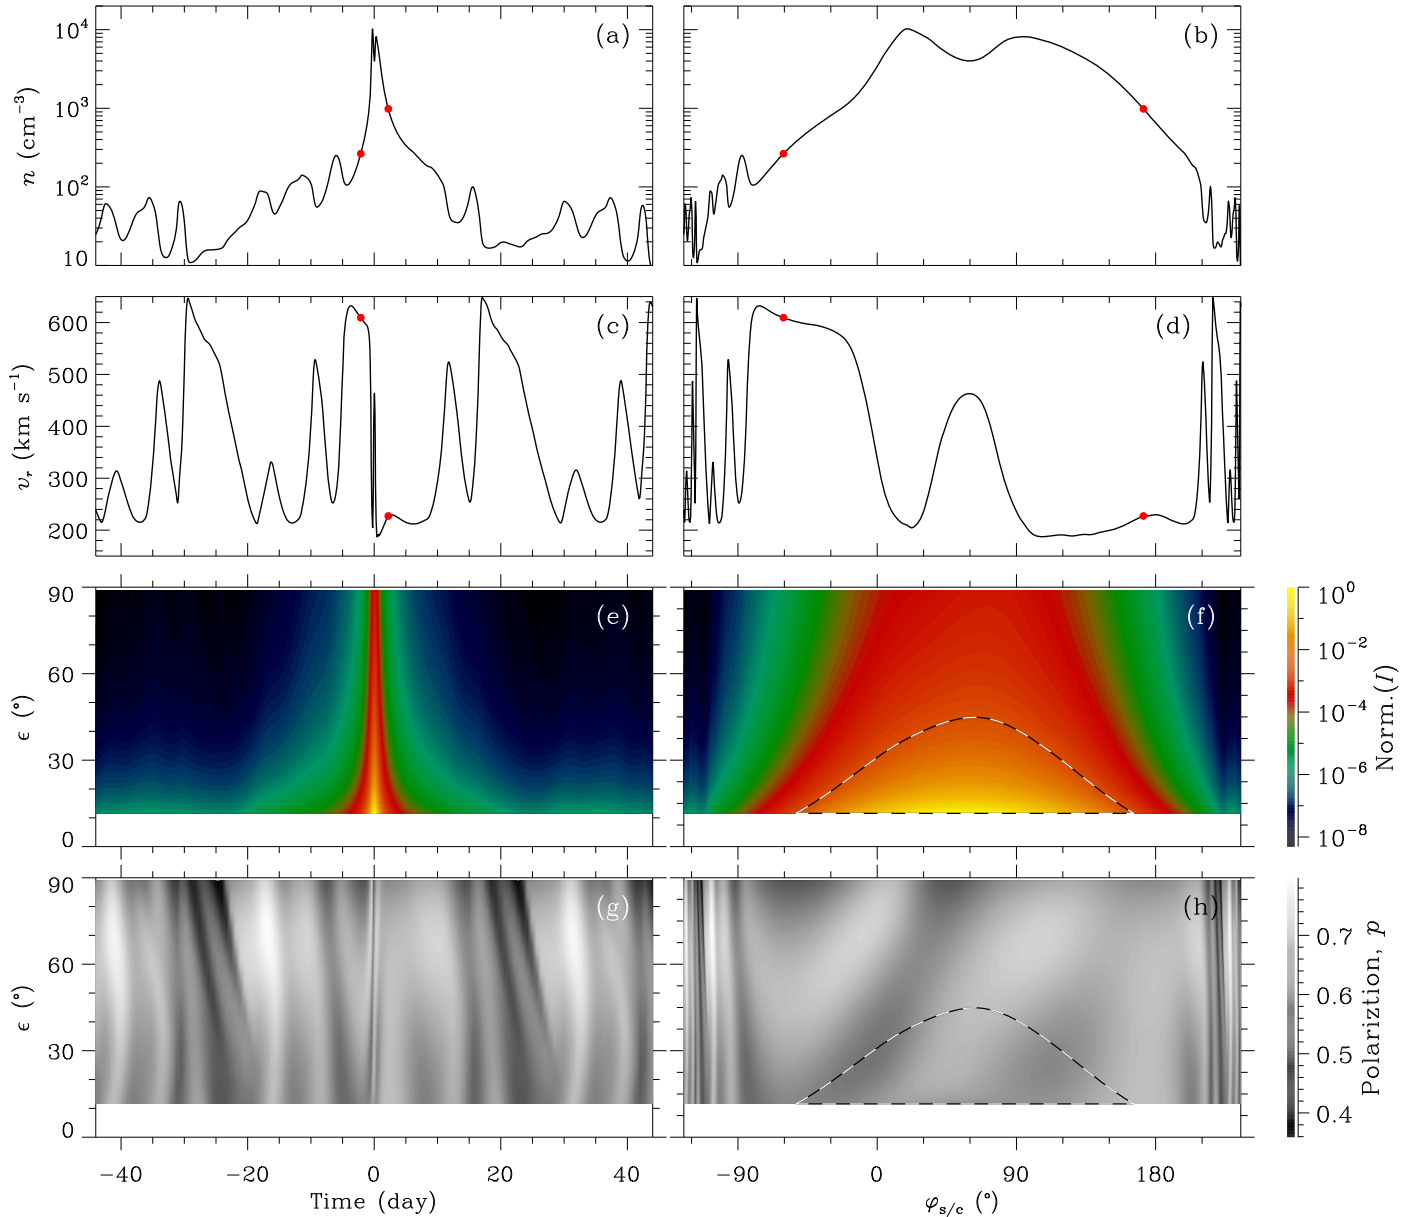 n (cm⁻³)
10⁴
10³
10²
10
(a)
(b)
v_r (km s⁻¹)
600
500
400
300
200
(c)
(d)
ϵ (°)
90
60
30
0
(e)
(f)
10⁰
10⁻²
10⁻⁴
10⁻⁶
10⁻⁸
Norm.(I)
ϵ (°)
90
60
30
0
(g)
(h)
0.7
0.6
0.5
0.4
Polariztion, p
−40 −20 0 20 40
−90 0 90 180
Time (day)
φ_s/c (°)